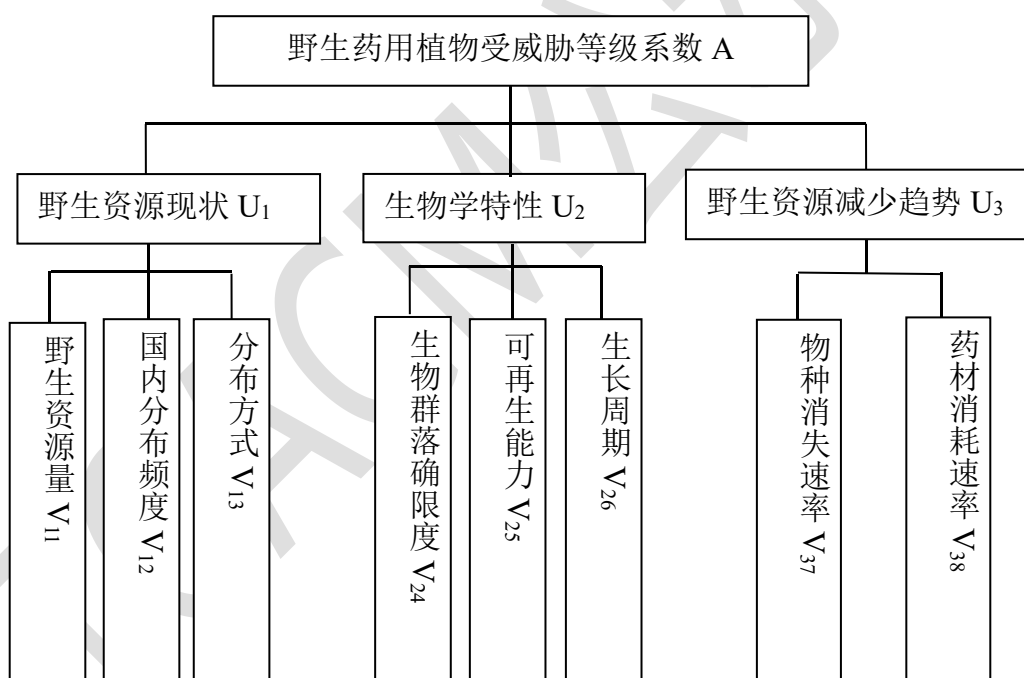 野生药用植物受威胁等级系数 A
野生资源现状 U₁
生物学特性 U₂
野生资源减少趋势 U₃
野生资源量 V₁₁
国内分布频度 V₁₂
分布方式 V₁₃
生物群落确限度 V₂₄
可再生能力 V₂₅
生长周期 V₂₆
物种消失速率 V₃₇
药材消耗速率 V₃₈